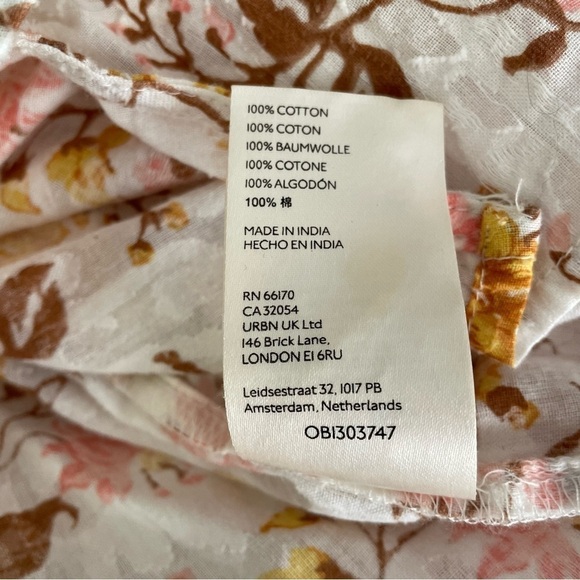 100% COTTON
100% COTON
100% BAUMWOLLE
100% COTONE
100% ALGODÓN
100% 棉
MADE IN INDIA
HECHO EN INDIA
RN 66170
CA 32054
URBN UK Ltd
146 Brick Lane,
LONDON E1 6RU
Leidsestraat 32, 1017 PB
Amsterdam, Netherlands
OB1303747